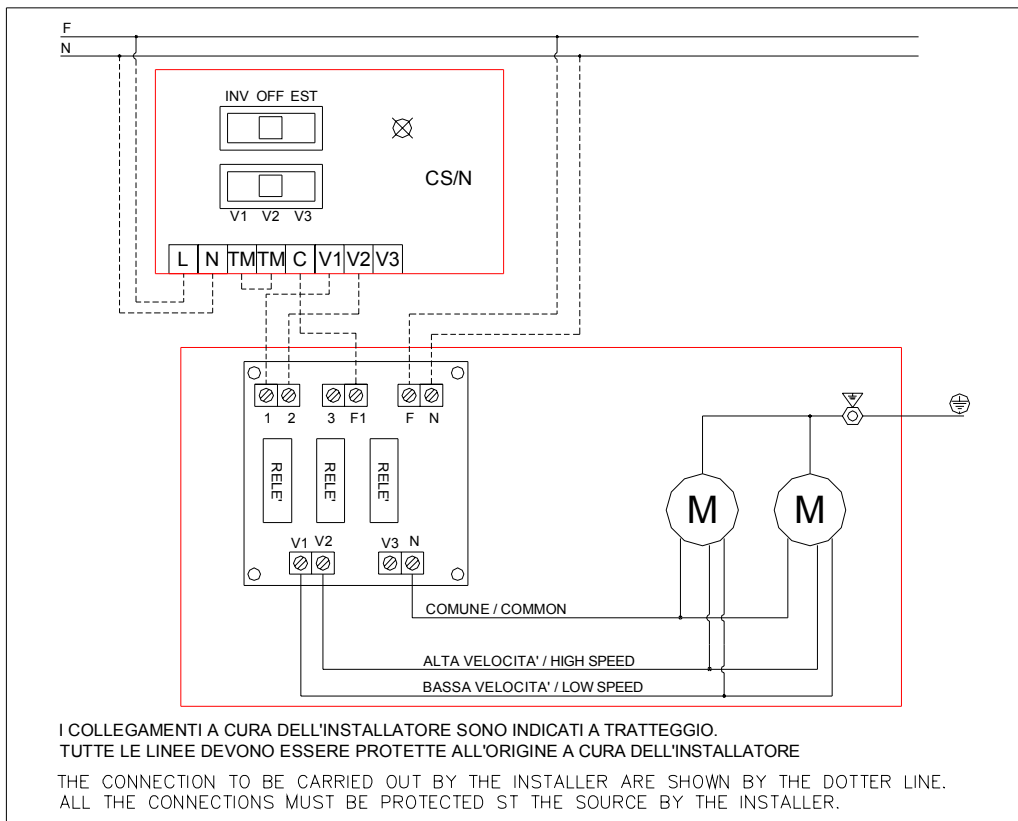 F
N
INV OFF EST
CS/N
V1 V2 V3
L N TM TM C V1 V2 V3
1 2 3 F1 F N
RELE' RELE' RELE'
M M
V1 V2 V3 N
COMUNE / COMMON
ALTA VELOCITA' / HIGH SPEED
BASSA VELOCITA' / LOW SPEED
I COLLEGAMENTI A CURA DELL'INSTALLATORE SONO INDICATI A TRATTEGGIO.
TUTTE LE LINEE DEVONO ESSERE PROTETTE ALL'ORIGINE A CURA DELL'INSTALLATORE
THE CONNECTION TO BE CARRIED OUT BY THE INSTALLER ARE SHOWN BY THE DOTTER LINE.
ALL THE CONNECTIONS MUST BE PROTECTED ST THE SOURCE BY THE INSTALLER.